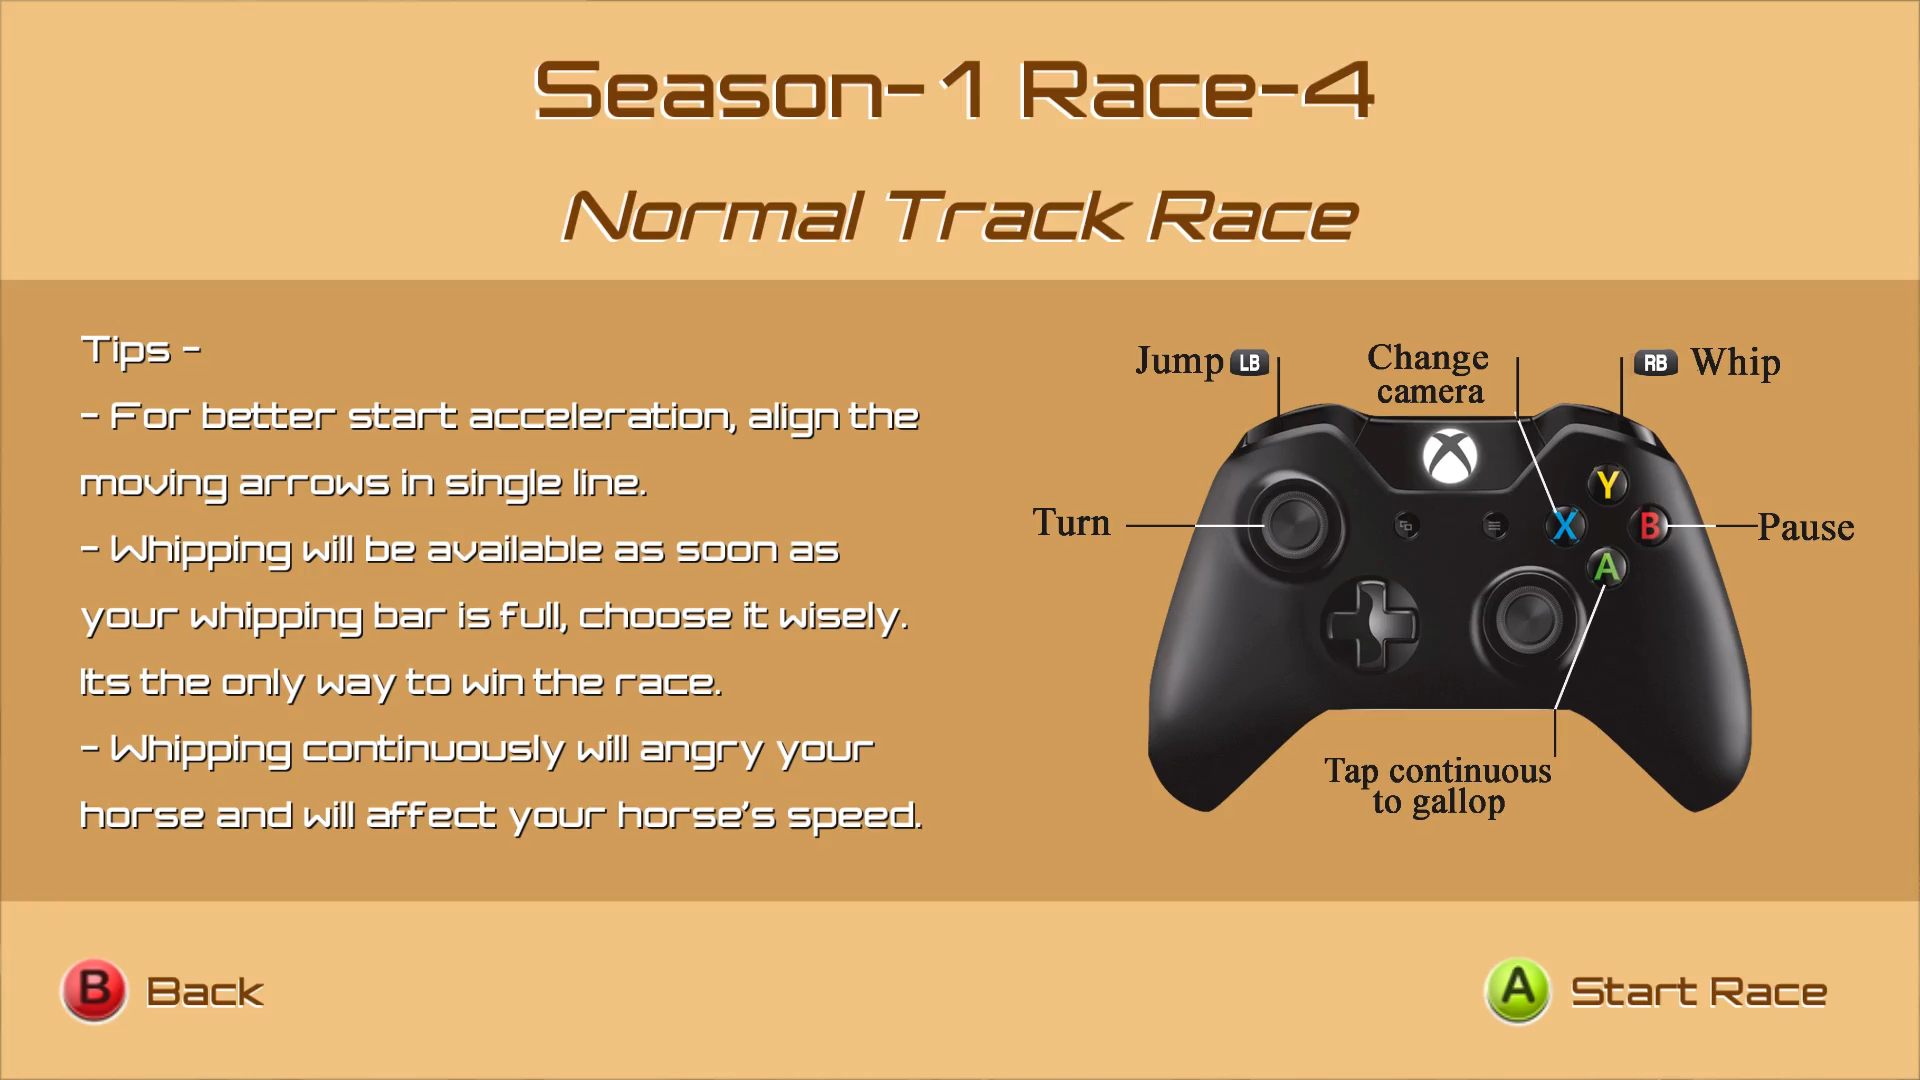 Season-1 Race-4
Normal Track Race
Tips -
- For better start acceleration, align the
moving arrows in single line.
- Whipping will be available as soon as
your whipping bar is full, choose it wisely.
Its the only way to win the race.
- Whipping continuously will angry your
horse and will affect your horse's speed.
Jump LB
Change
camera
RB Whip
Y
Turn
X
B
Pause
A
Tap continuous
to gallop
B Back
A Start Race